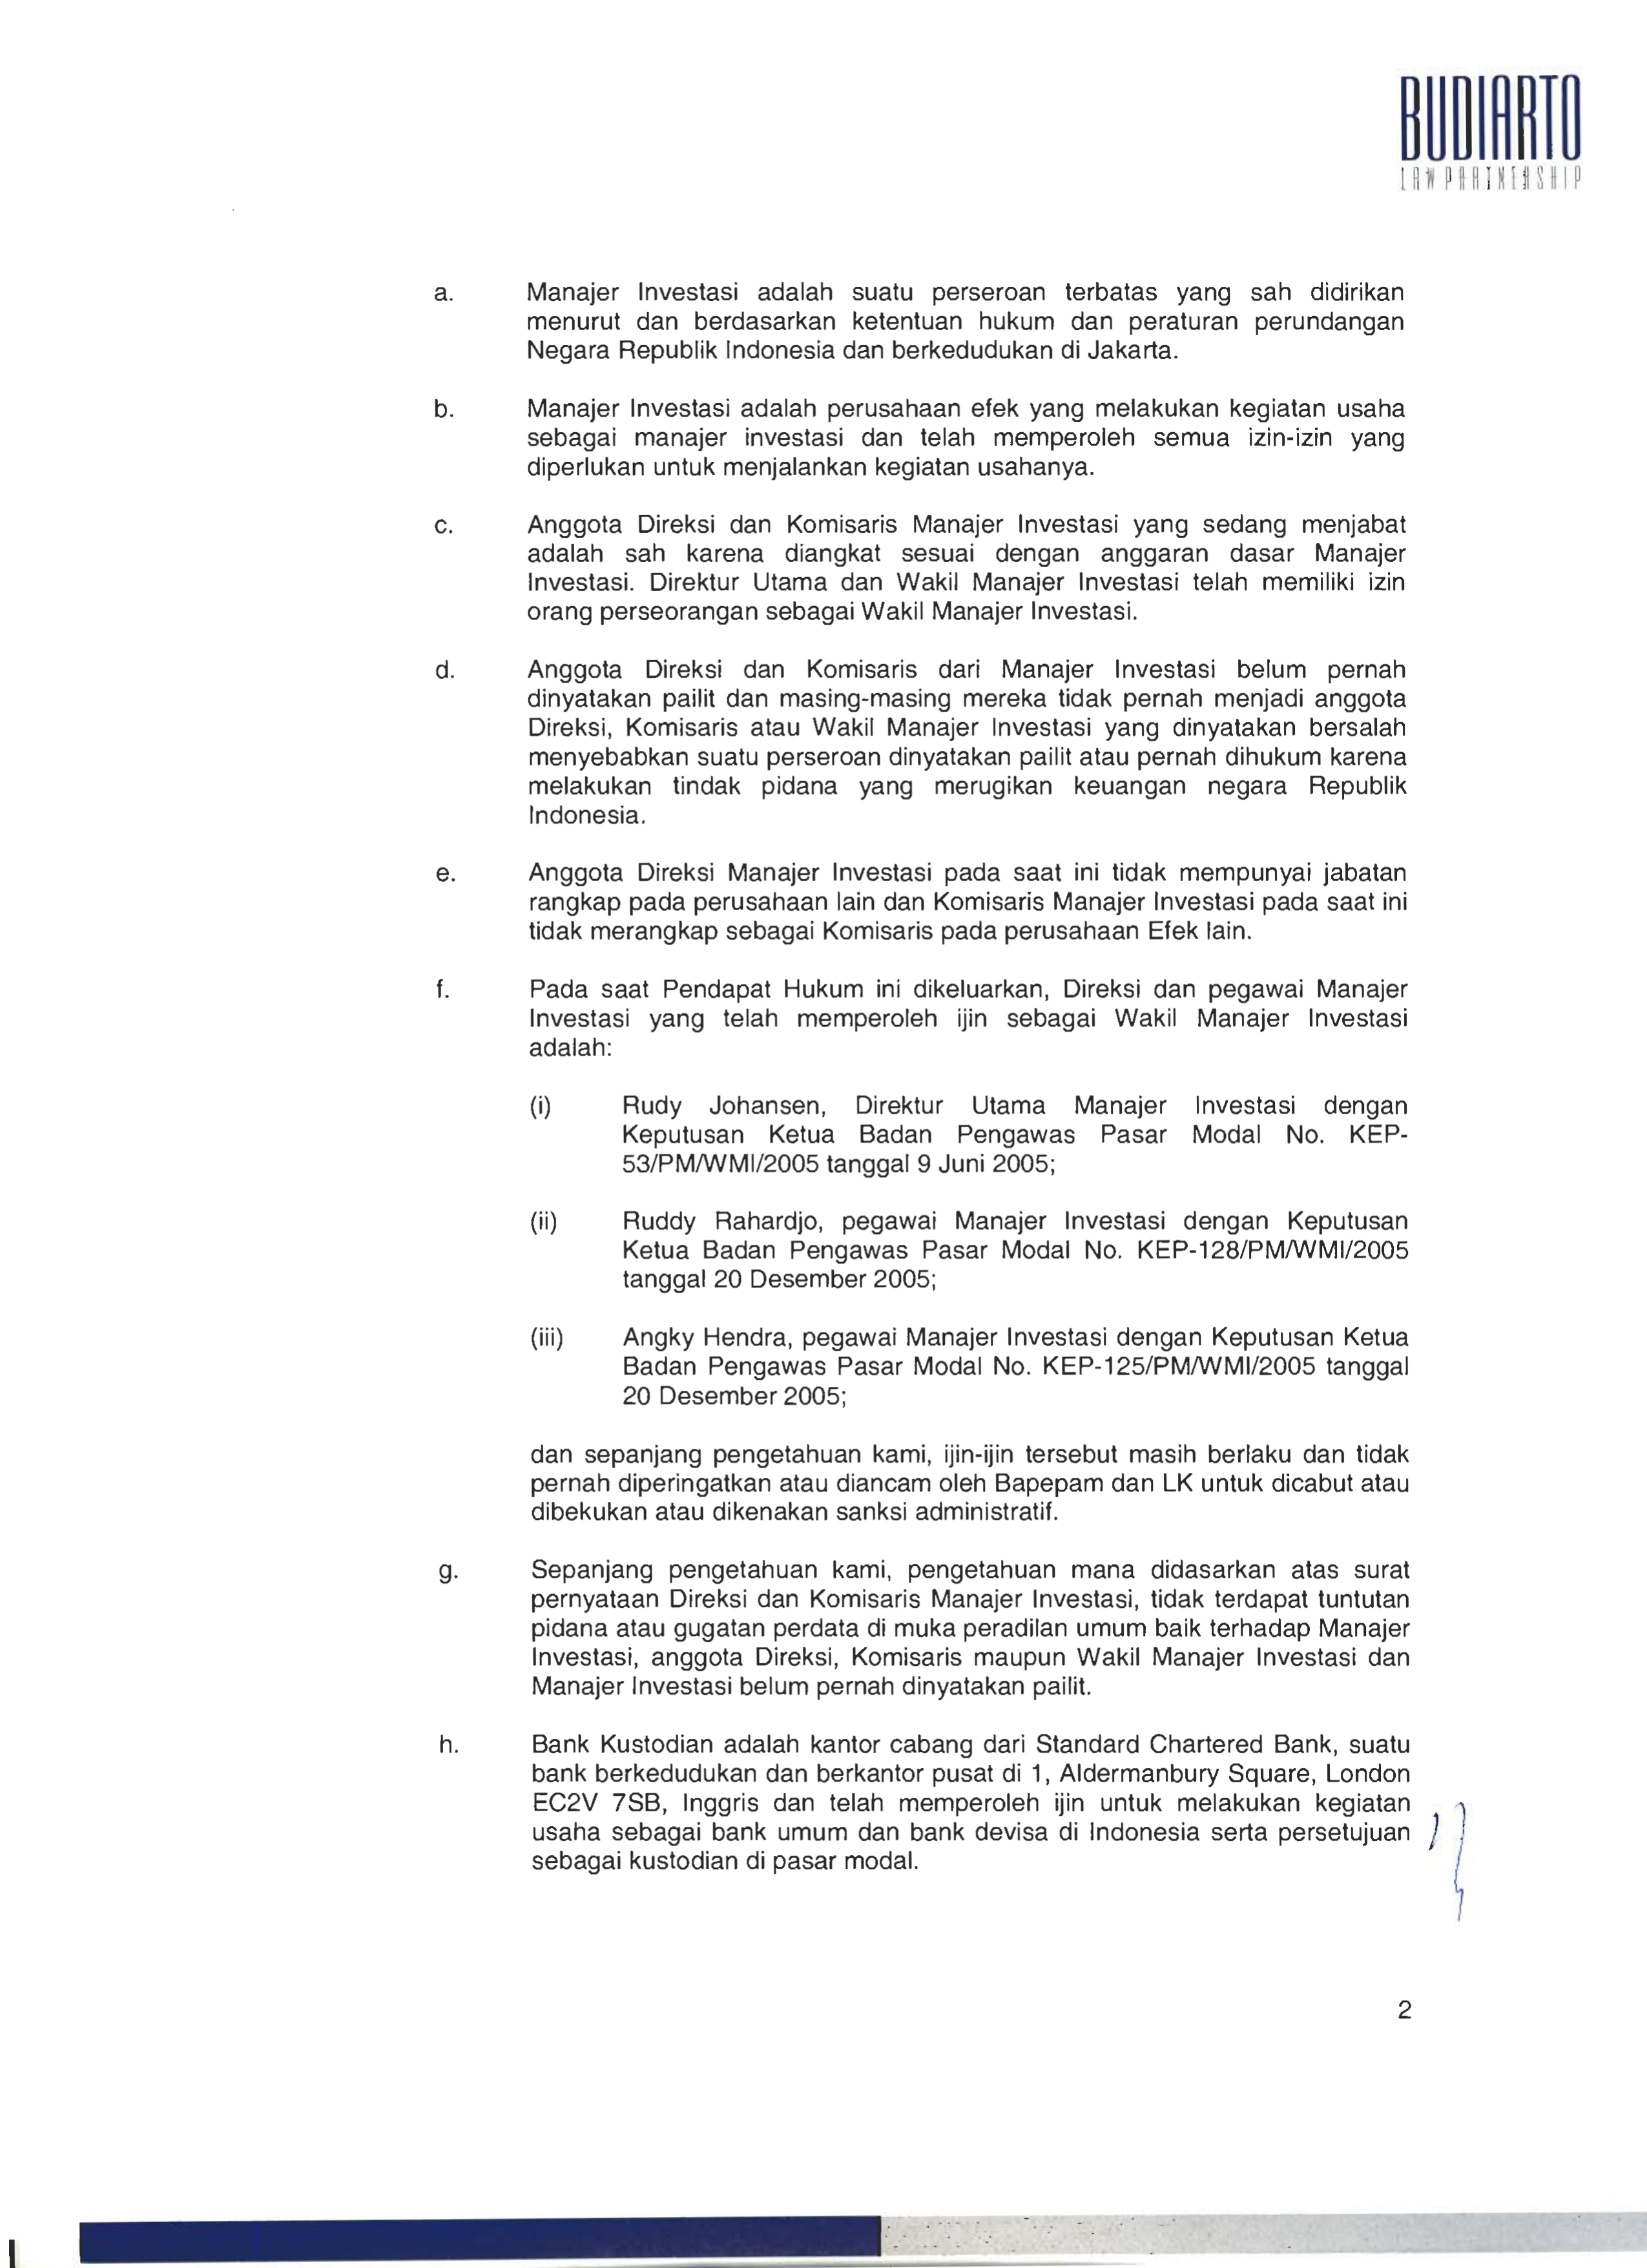 BUDIARTO
LAW PARTNERSHIP
a. Manajer Investasi adalah suatu perseroan terbatas yang sah didirikan
menurut dan berdasarkan ketentuan hukum dan peraturan perundangan
Negara Republik Indonesia dan berkedudukan di Jakarta.
b. Manajer Investasi adalah perusahaan efek yang melakukan kegiatan usaha
sebagai manajer investasi dan telah memperoleh semua izin-izin yang
diperlukan untuk menjalankan kegiatan usahanya.
c. Anggota Direksi dan Komisaris Manajer Investasi yang sedang menjabat
adalah sah karena diangkat sesuai dengan anggaran dasar Manajer
Investasi. Direktur Utama dan Wakil Manajer Investasi telah memiliki izin
orang perseorangan sebagai Wakil Manajer Investasi.
d. Anggota Direksi dan Komisaris dari Manajer Investasi belum pernah
dinyatakan pailit dan masing-masing mereka tidak pernah menjadi anggota
Direksi, Komisaris atau Wakil Manajer Investasi yang dinyatakan bersalah
menyebabkan suatu perseroan dinyatakan pailit atau pernah dihukum karena
melakukan tindak pidana yang merugikan keuangan negara Republik
Indonesia.
e. Anggota Direksi Manajer Investasi pada saat ini tidak mempunyai jabatan
rangkap pada perusahaan lain dan Komisaris Manajer Investasi pada saat ini
tidak merangkap sebagai Komisaris pada perusahaan Efek lain.
f. Pada saat Pendapat Hukum ini dikeluarkan, Direksi dan pegawai Manajer
Investasi yang telah memperoleh ijin sebagai Wakil Manajer Investasi
adalah:
(i) Rudy Johansen, Direktur Utama Manajer Investasi dengan
Keputusan Ketua Badan Pengawas Pasar Modal No. KEP-
53/PM/WMI/2005 tanggal 9 Juni 2005;
(ii) Ruddy Rahardjo, pegawai Manajer Investasi dengan Keputusan
Ketua Badan Pengawas Pasar Modal No. KEP-128/PM/WMI/2005
tanggal 20 Desember 2005;
(iii) Angky Hendra, pegawai Manajer Investasi dengan Keputusan Ketua
Badan Pengawas Pasar Modal No. KEP-125/PM/WMI/2005 tanggal
20 Desember 2005;
dan sepanjang pengetahuan kami, ijin-ijin tersebut masih berlaku dan tidak
pernah diperingatkan atau diancam oleh Bapepam dan LK untuk dicabut atau
dibekukan atau dikenakan sanksi administratif.
g. Sepanjang pengetahuan kami, pengetahuan mana didasarkan atas surat
pernyataan Direksi dan Komisaris Manajer Investasi, tidak terdapat tuntutan
pidana atau gugatan perdata di muka peradilan umum baik terhadap Manajer
Investasi, anggota Direksi, Komisaris maupun Wakil Manajer Investasi dan
Manajer Investasi belum pernah dinyatakan pailit.
h. Bank Kustodian adalah kantor cabang dari Standard Chartered Bank, suatu
bank berkedudukan dan berkantor pusat di 1, Aldermanbury Square, London
EC2V 7SB, Inggris dan telah memperoleh ijin untuk melakukan kegiatan
usaha sebagai bank umum dan bank devisa di Indonesia serta persetujuan
sebagai kustodian di pasar modal.
2